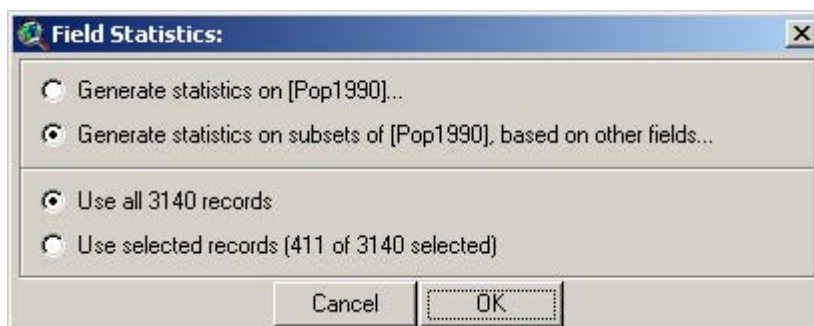 Field Statistics:
Generate statistics on [Pop1990]...
Generate statistics on subsets of [Pop1990], based on other fields...
Use all 3140 records
Use selected records (411 of 3140 selected)
Cancel OK